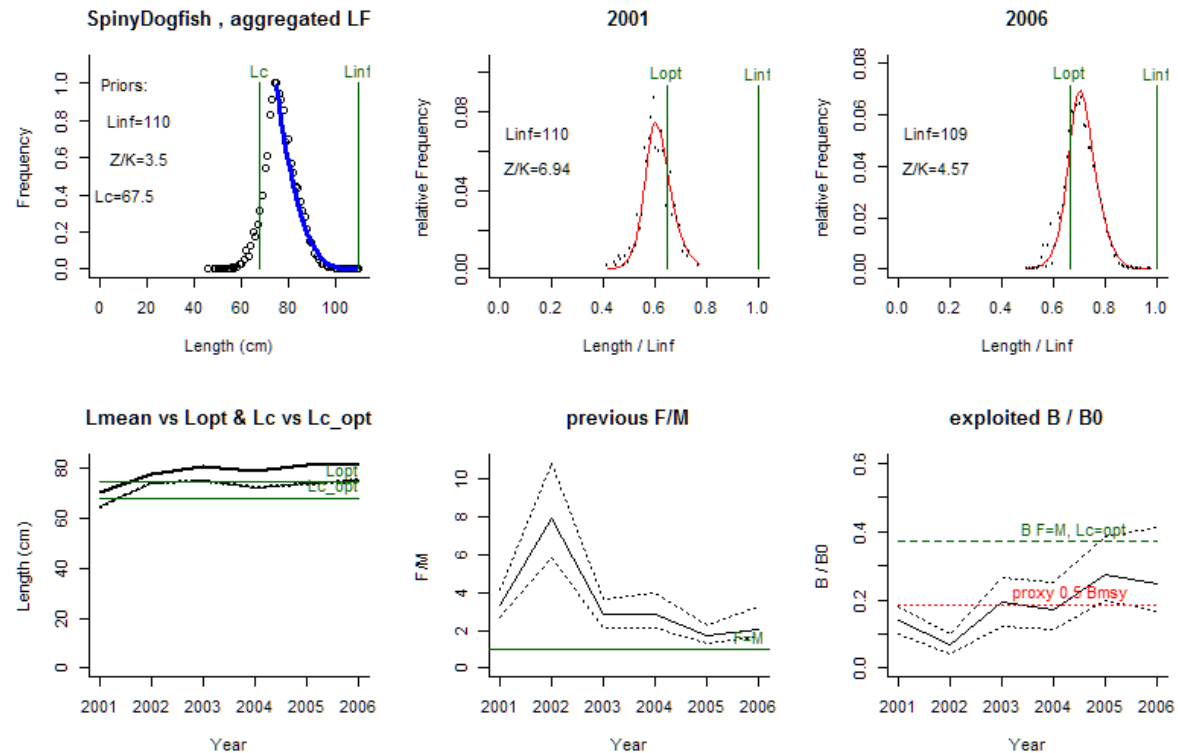 SpinyDogfish , aggregated LF
Frequency
0.0 0.2 0.4 0.6 0.8 1.0
Lc
Linf
Priors:
Linf=110
Z/K=3.5
Lc=67.5
0 20 40 60 80 100
Length (cm)
2001
relative Frequency
0.00 0.04 0.08
Lopt
Linf
Linf=110
Z/K=6.94
0.0 0.2 0.4 0.6 0.8 1.0
Length / Linf
2006
relative Frequency
0.00 0.02 0.04 0.06 0.08
Lopt
Linf
Linf=109
Z/K=4.57
0.0 0.2 0.4 0.6 0.8 1.0
Length / Linf
Lmean vs Lopt & Lc vs Lc_opt
Length (cm)
0 20 40 60 80
Lopt
Lc_opt
2001 2002 2003 2004 2005 2006
Year
previous F/M
F/M
0 2 4 6 8 10
F=M
2001 2002 2003 2004 2005 2006
Year
exploited B / B0
B / B0
0.0 0.2 0.4 0.6
B F=M, Lc=opt
proxy 0.5 Bmsy
2001 2002 2003 2004 2005 2006
Year